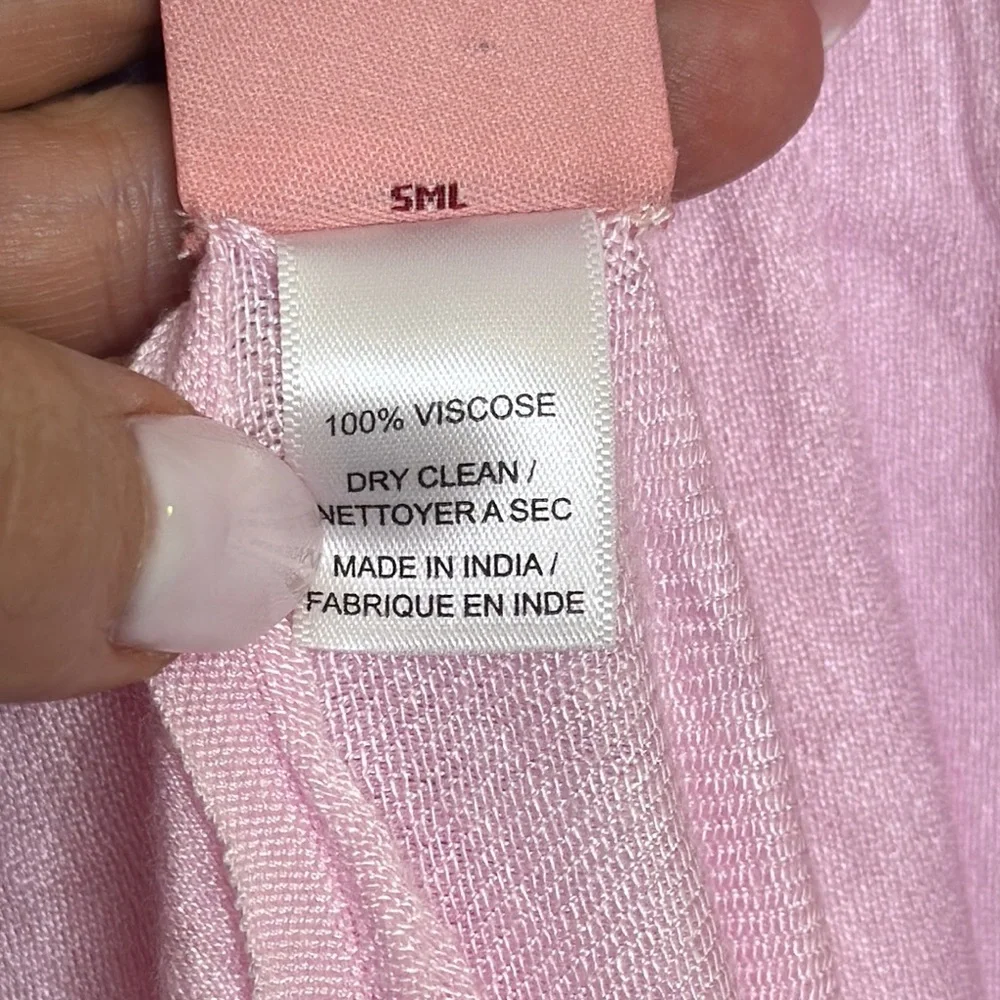 SML
100% VISCOSE
DRY CLEAN /
NETTOYER A SEC
MADE IN INDIA /
FABRIQUE EN INDE